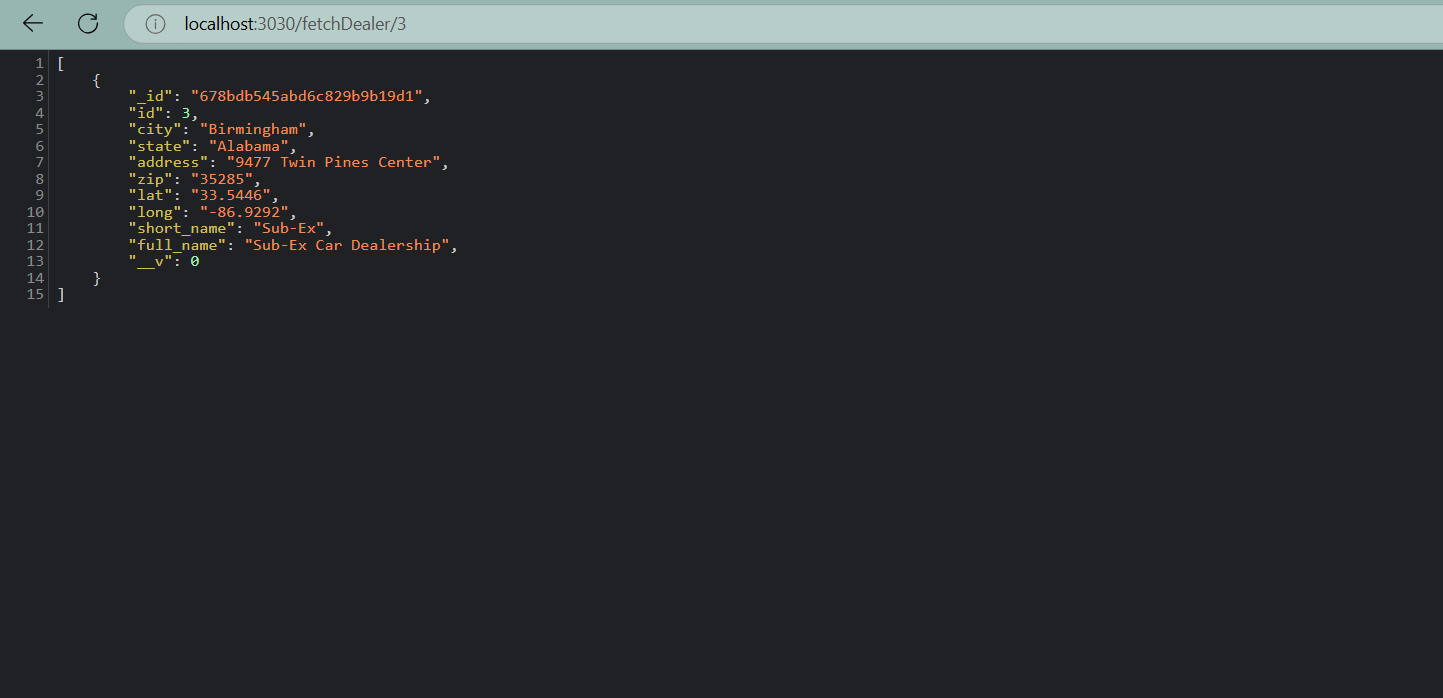 localhost:3030/fetchDealer/3
1 [
2     {
3         "_id": "678bdb545abd6c829b9b19d1",
4         "id": 3,
5         "city": "Birmingham",
6         "state": "Alabama",
7         "address": "9477 Twin Pines Center",
8         "zip": "35285",
9         "lat": "33.5446",
10         "long": "-86.9292",
11         "short_name": "Sub-Ex",
12         "full_name": "Sub-Ex Car Dealership",
13         "__v": 0
14     }
15 ]